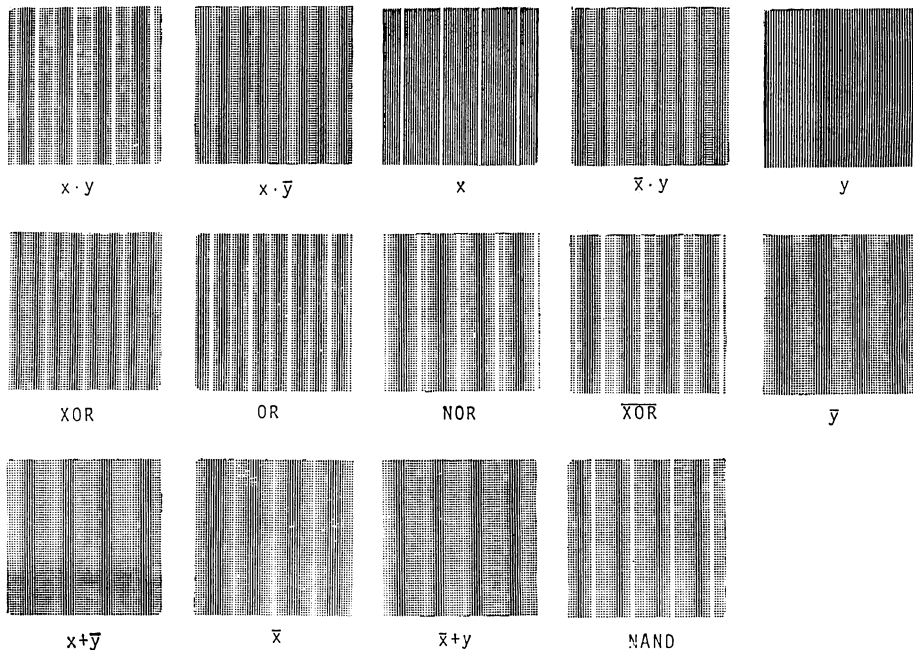 x · y x · ȳ x x̄ · y y
XOR OR NOR X̅O̅R̅ ȳ
x+ȳ x̄ x̄+y NAND